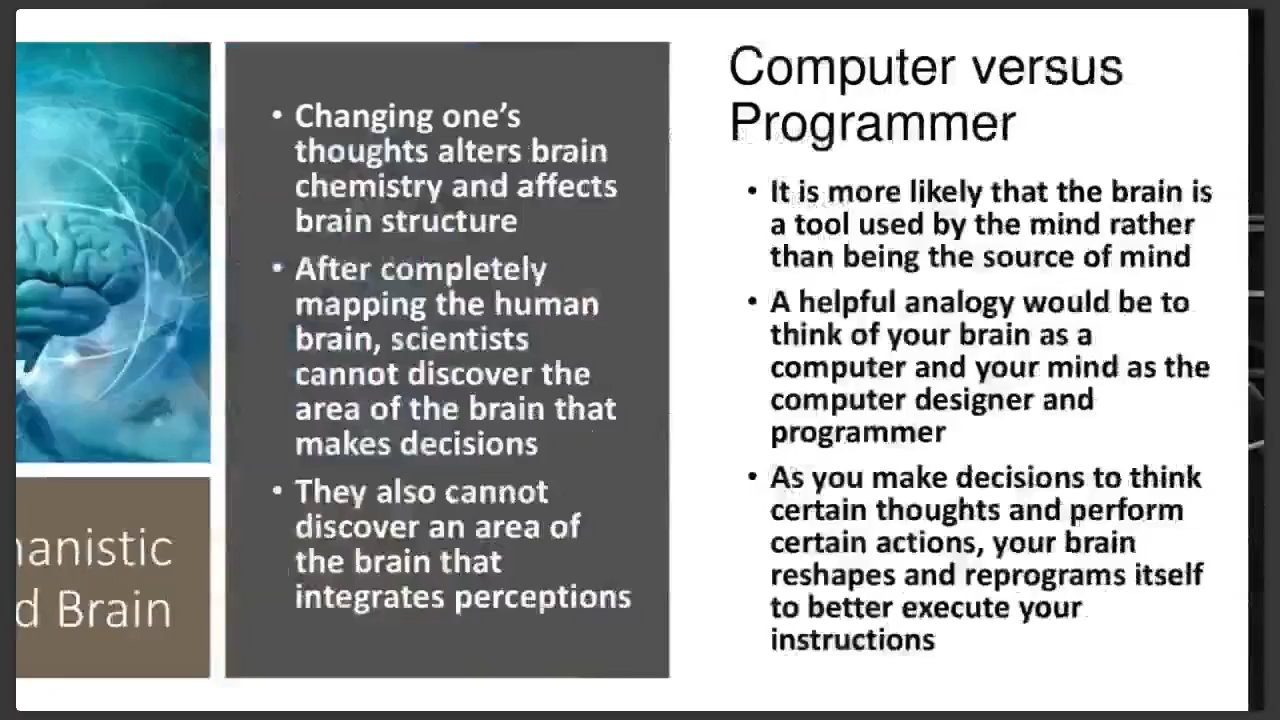 • Changing one's
thoughts alters brain
chemistry and affects
brain structure
• After completely
mapping the human
brain, scientists
cannot discover the
area of the brain that
makes decisions
• They also cannot
discover an area of
the brain that
integrates perceptions
anistic
d Brain
Computer versus
Programmer
• It is more likely that the brain is
a tool used by the mind rather
than being the source of mind
• A helpful analogy would be to
think of your brain as a
computer and your mind as the
computer designer and
programmer
• As you make decisions to think
certain thoughts and perform
certain actions, your brain
reshapes and reprograms itself
to better execute your
instructions